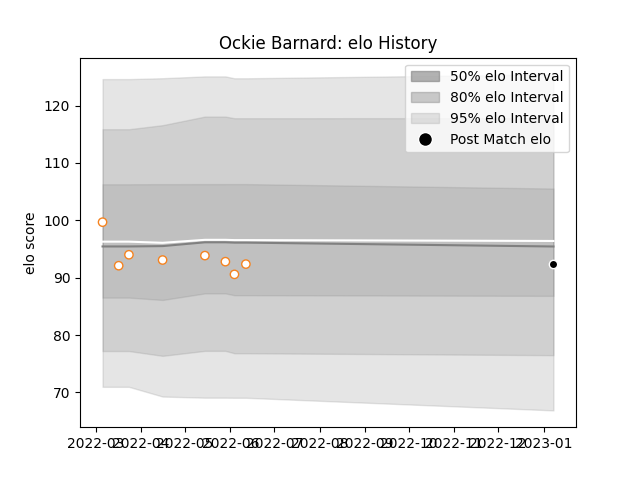 Ockie Barnard: elo History
50% elo Interval
80% elo Interval
95% elo Interval
Post Match elo
elo score
120
110
100
90
80
70
2022-03 2022-04 2022-05 2022-06 2022-07 2022-08 2022-09 2022-10 2022-11 2022-12 2023-01